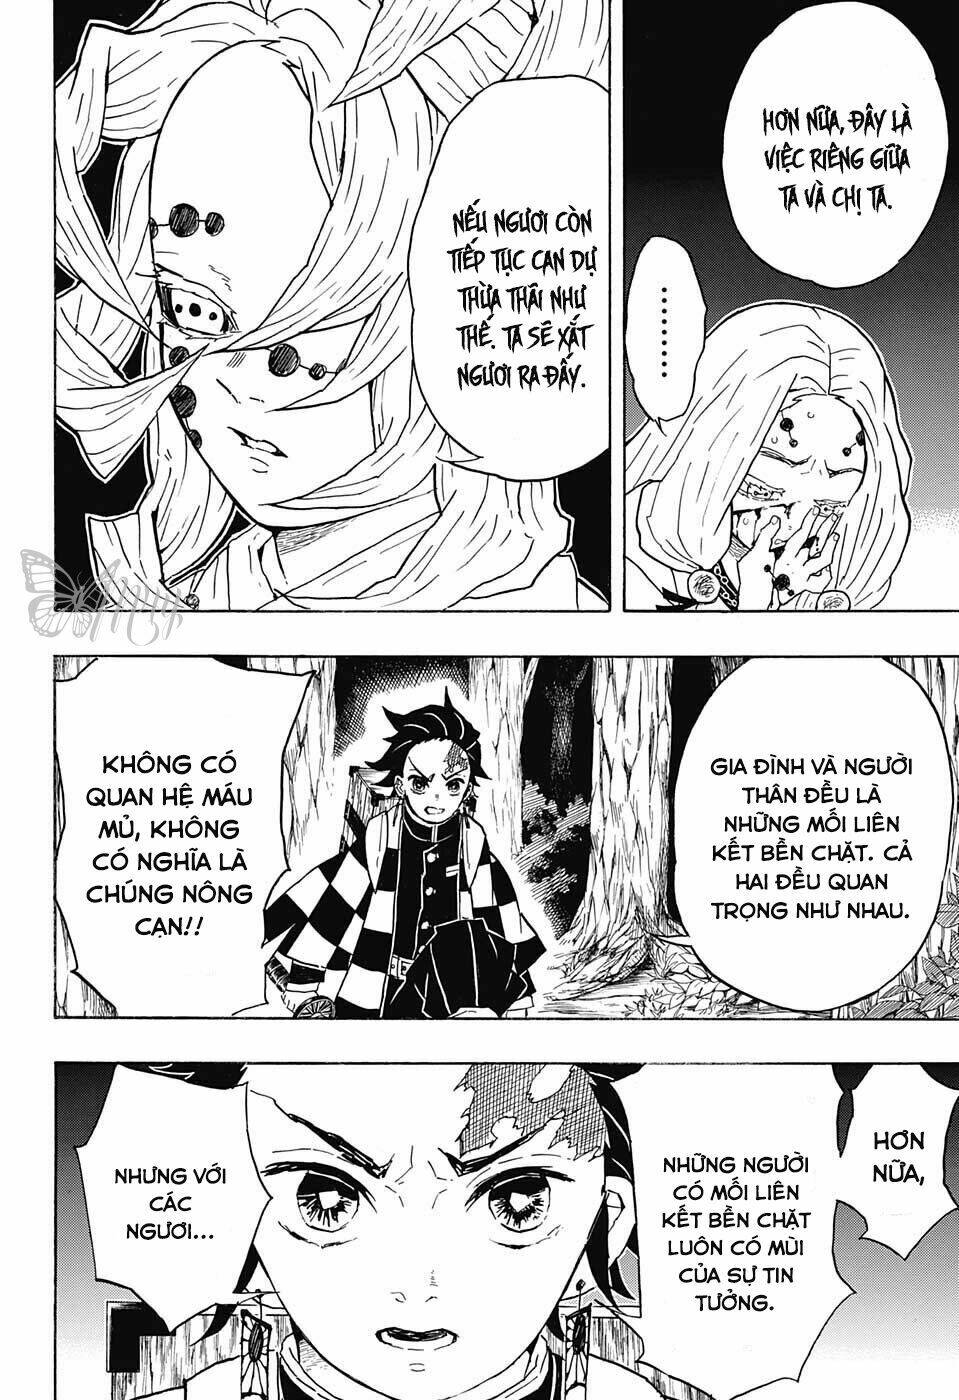 HƠN NỮA, ĐÂY LÀ
VIỆC RIÊNG GIỮA
TA VÀ CHỊ TA.
.........
NẾU NGƯƠI CÒN
TIẾP TỤC CAN DỰ
THỪA THÃI NHƯ
THẾ. TA SẼ XẮT
NGƯƠI RA ĐẤY.
GIA ĐÌNH VÀ NGƯỜI
THÂN ĐỀU LÀ
NHỮNG MỐI LIÊN
KẾT BỀN CHẶT. CẢ
HAI ĐỀU QUAN
TRỌNG NHƯ NHAU.
KHÔNG CÓ
QUAN HỆ MÁU
MỦ, KHÔNG
CÓ NGHĨA LÀ
CHÚNG NÔNG
CẠN!!
HƠN
NỮA,
NHỮNG NGƯỜI
CÓ MỐI LIÊN
KẾT BỀN CHẶT
LUÔN CÓ MÙI
CỦA SỰ TIN
TƯỞNG.
NHƯNG VỚI
CÁC
NGƯƠI...